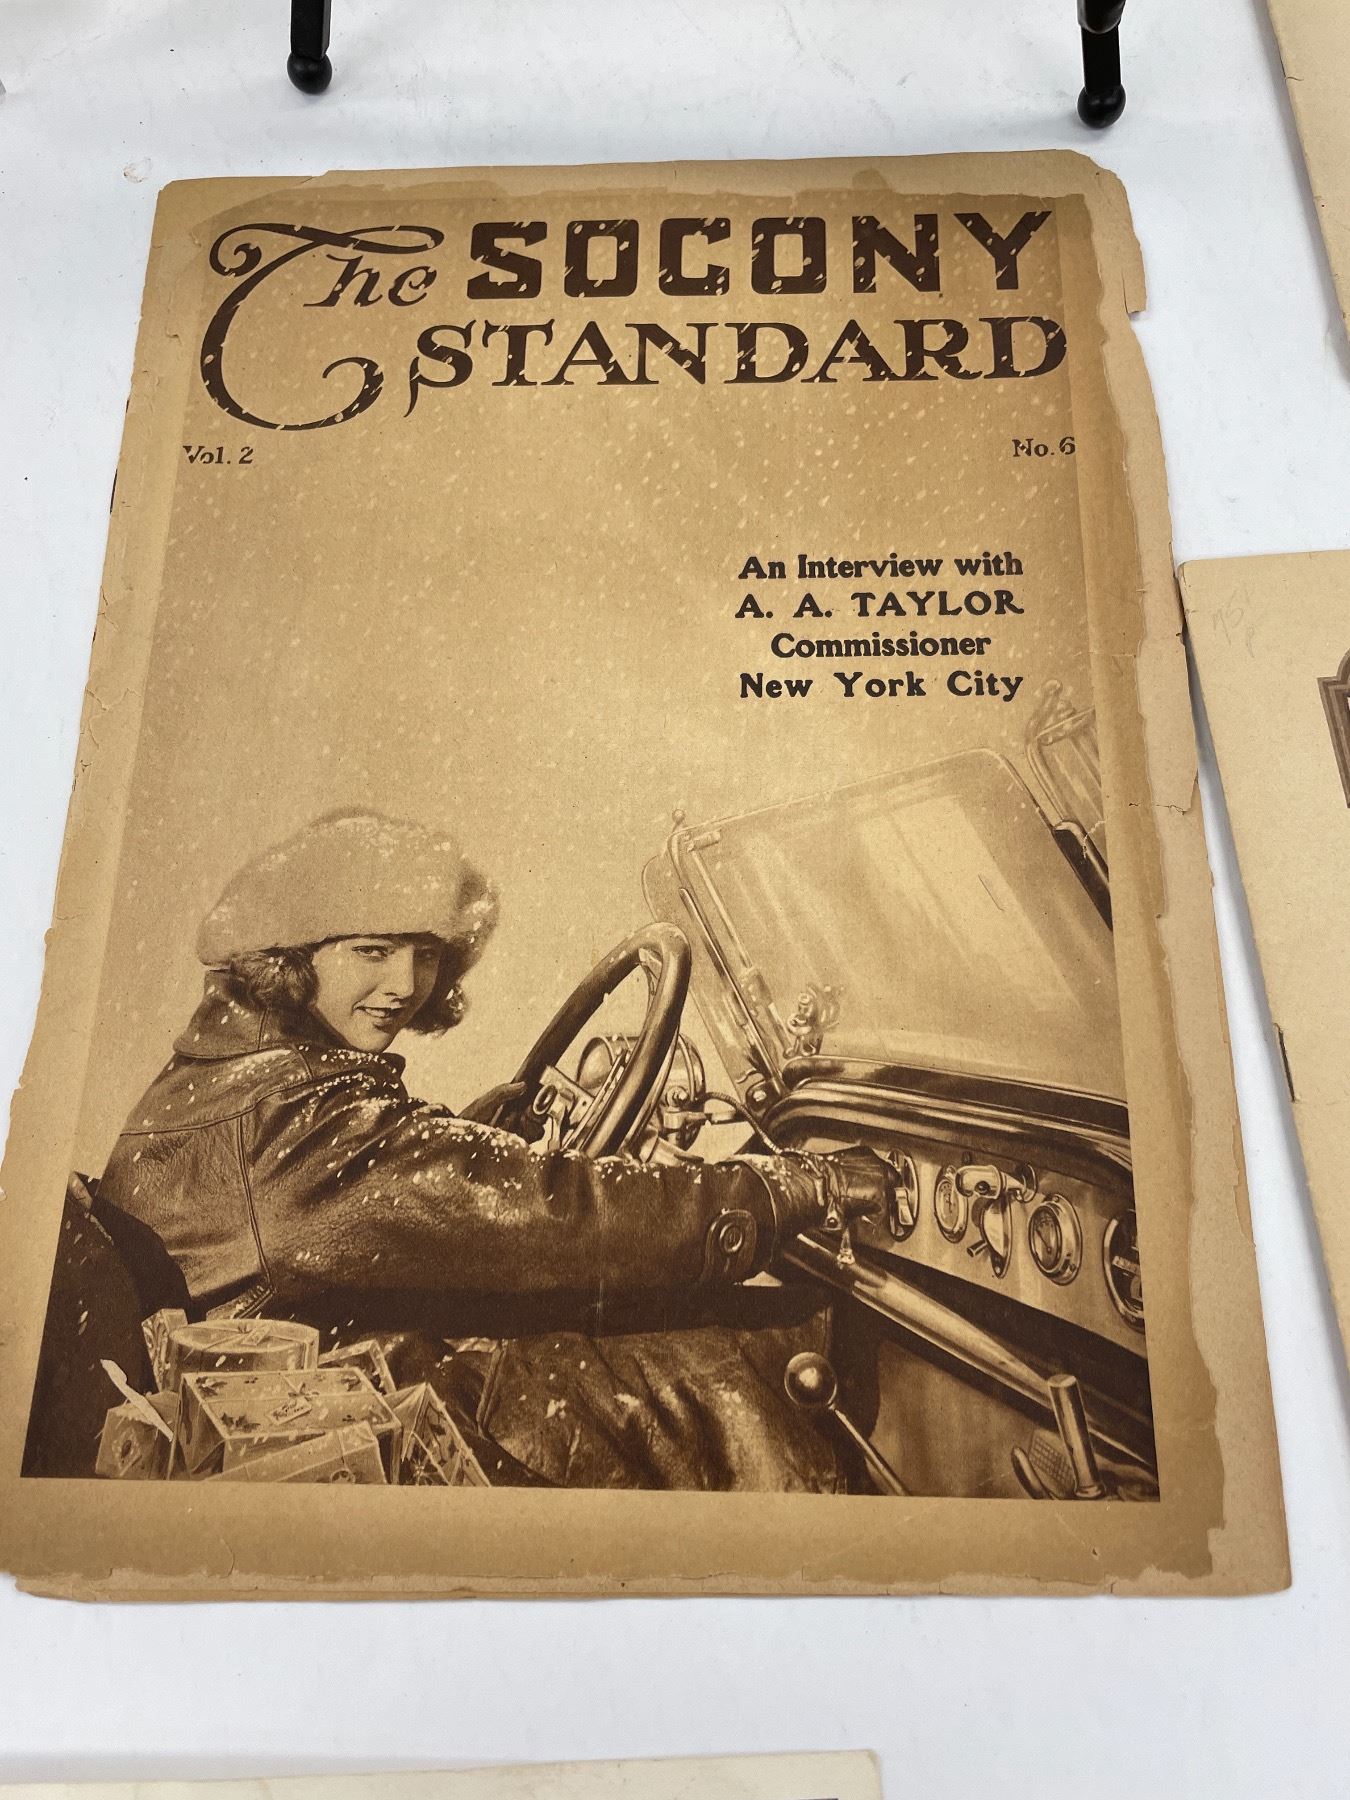 The SOCONY
STANDARD
Vol. 2
No. 6
An Interview with
A. A. TAYLOR
Commissioner
New York City